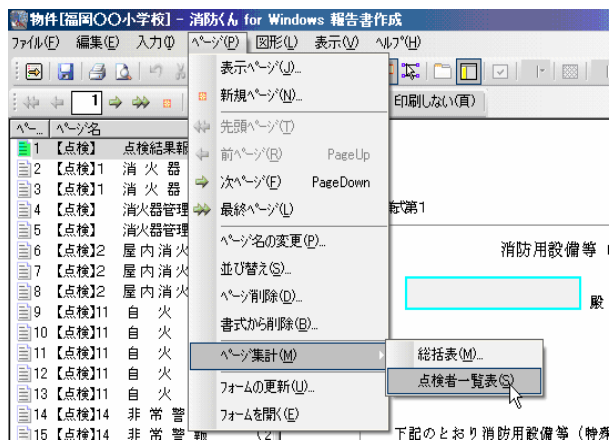 物件[福岡〇〇小学校] - 消防くん for Windows 報告書作成
ファイル(F) 編集(E) 入力(I) ページ(P) 図形(L) 表示(V) ヘルプ(H)
表示ページ(J)...
新規ページ(N)...
先頭ページ(T)
前ページ(R) PageUp
次ページ(F) PageDown
最終ページ(L)
ページ名の変更(P)...
並び替え(S)...
ページ削除(D)...
書式から削除(B)...
ページ集計(M)
フォームの更新(U)...
フォームを開く(E)
総括表(M)...
点検者一覧表(S)
1
印刷しない(頁)
ペー... ページ名
1 【点検】 点検結果報
2 【点検】1 消 火 器
3 【点検】1 消 火 器
4 【点検】 消火器管理
5 【点検】 消火器管理
6 【点検】2 屋 内 消 火
7 【点検】2 屋 内 消 火
8 【点検】2 屋 内 消 火
9 【点検】11 自 火
10 【点検】11 自 火
11 【点検】11 自 火
12 【点検】11 自 火
13 【点検】11 自 火
14 【点検】14 非 常 警
15 【点検】14 非 常 警 報 (2)
式第1
消防用設備等
殿
下記のとおり消防用設備等(特殊